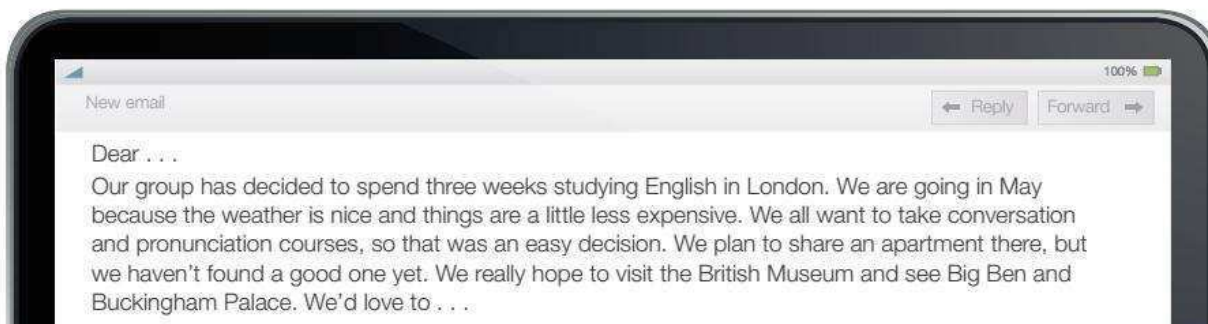 100%
New email
Reply
Forward
Dear . . .
Our group has decided to spend three weeks studying English in London. We are going in May
because the weather is nice and things are a little less expensive. We all want to take conversation
and pronunciation courses, so that was an easy decision. We plan to share an apartment there, but
we haven't found a good one yet. We really hope to visit the British Museum and see Big Ben and
Buckingham Palace. We'd love to . . .